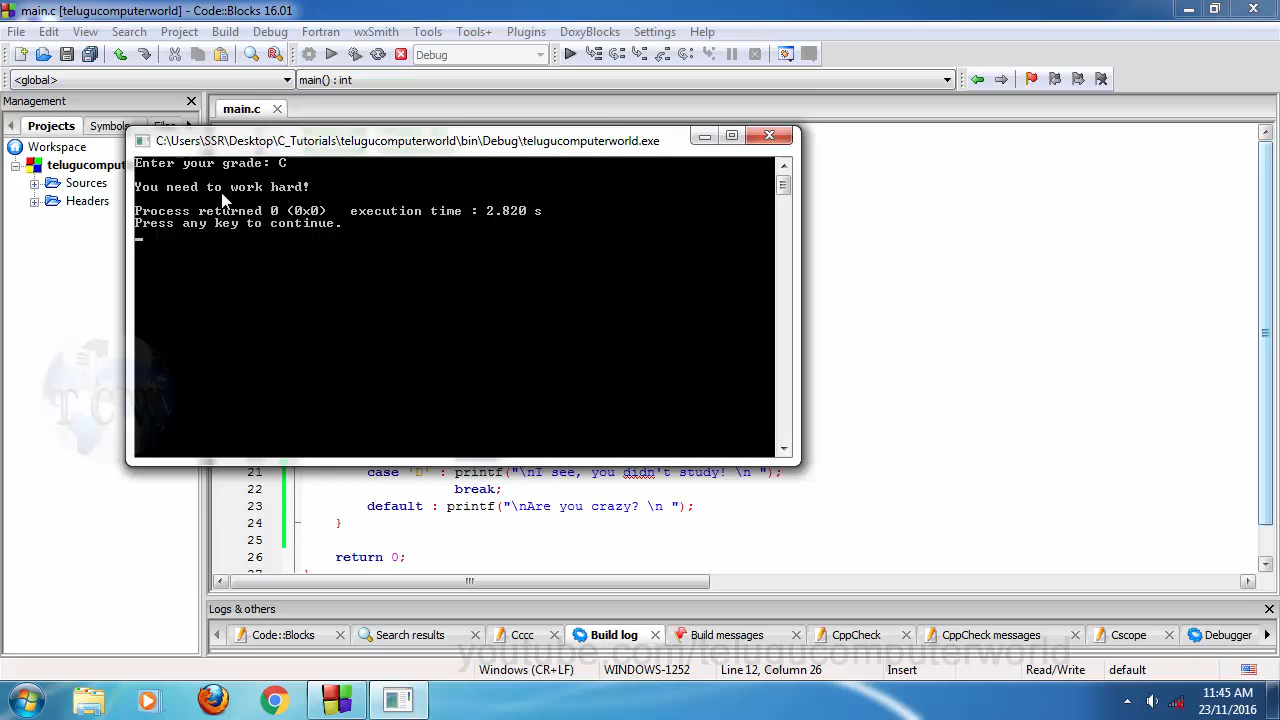 main.c [telugucomputerworld] - Code::Blocks 16.01
File Edit View Search Project Build Debug Fortran wxSmith Tools Tools+ Plugins DoxyBlocks Settings Help
Debug
<global> main() : int
Management
main.c
Projects Symbols
Workspace
telugucomput
Sources
Headers
C:\Users\SSR\Desktop\C_Tutorials\telugucomputerworld\bin\Debug\telugucomputerworld.exe
Enter your grade: C
You need to work hard!
Process returned 0 (0x0) execution time : 2.820 s
Press any key to continue.
TCW
21 case 'D' : printf("\nI see, you didn't study! \n ");
22 break;
23 default : printf("\nAre you crazy? \n ");
24 }
25
26 return 0;
Logs & others
Code::Blocks Search results Cccc Build log Build messages CppCheck CppCheck messages Cscope Debugger
youtube.com/telugucomputerworld
Windows (CR+LF) WINDOWS-1252 Line 12, Column 26 Insert Read/Write default
11:45 AM
23/11/2016